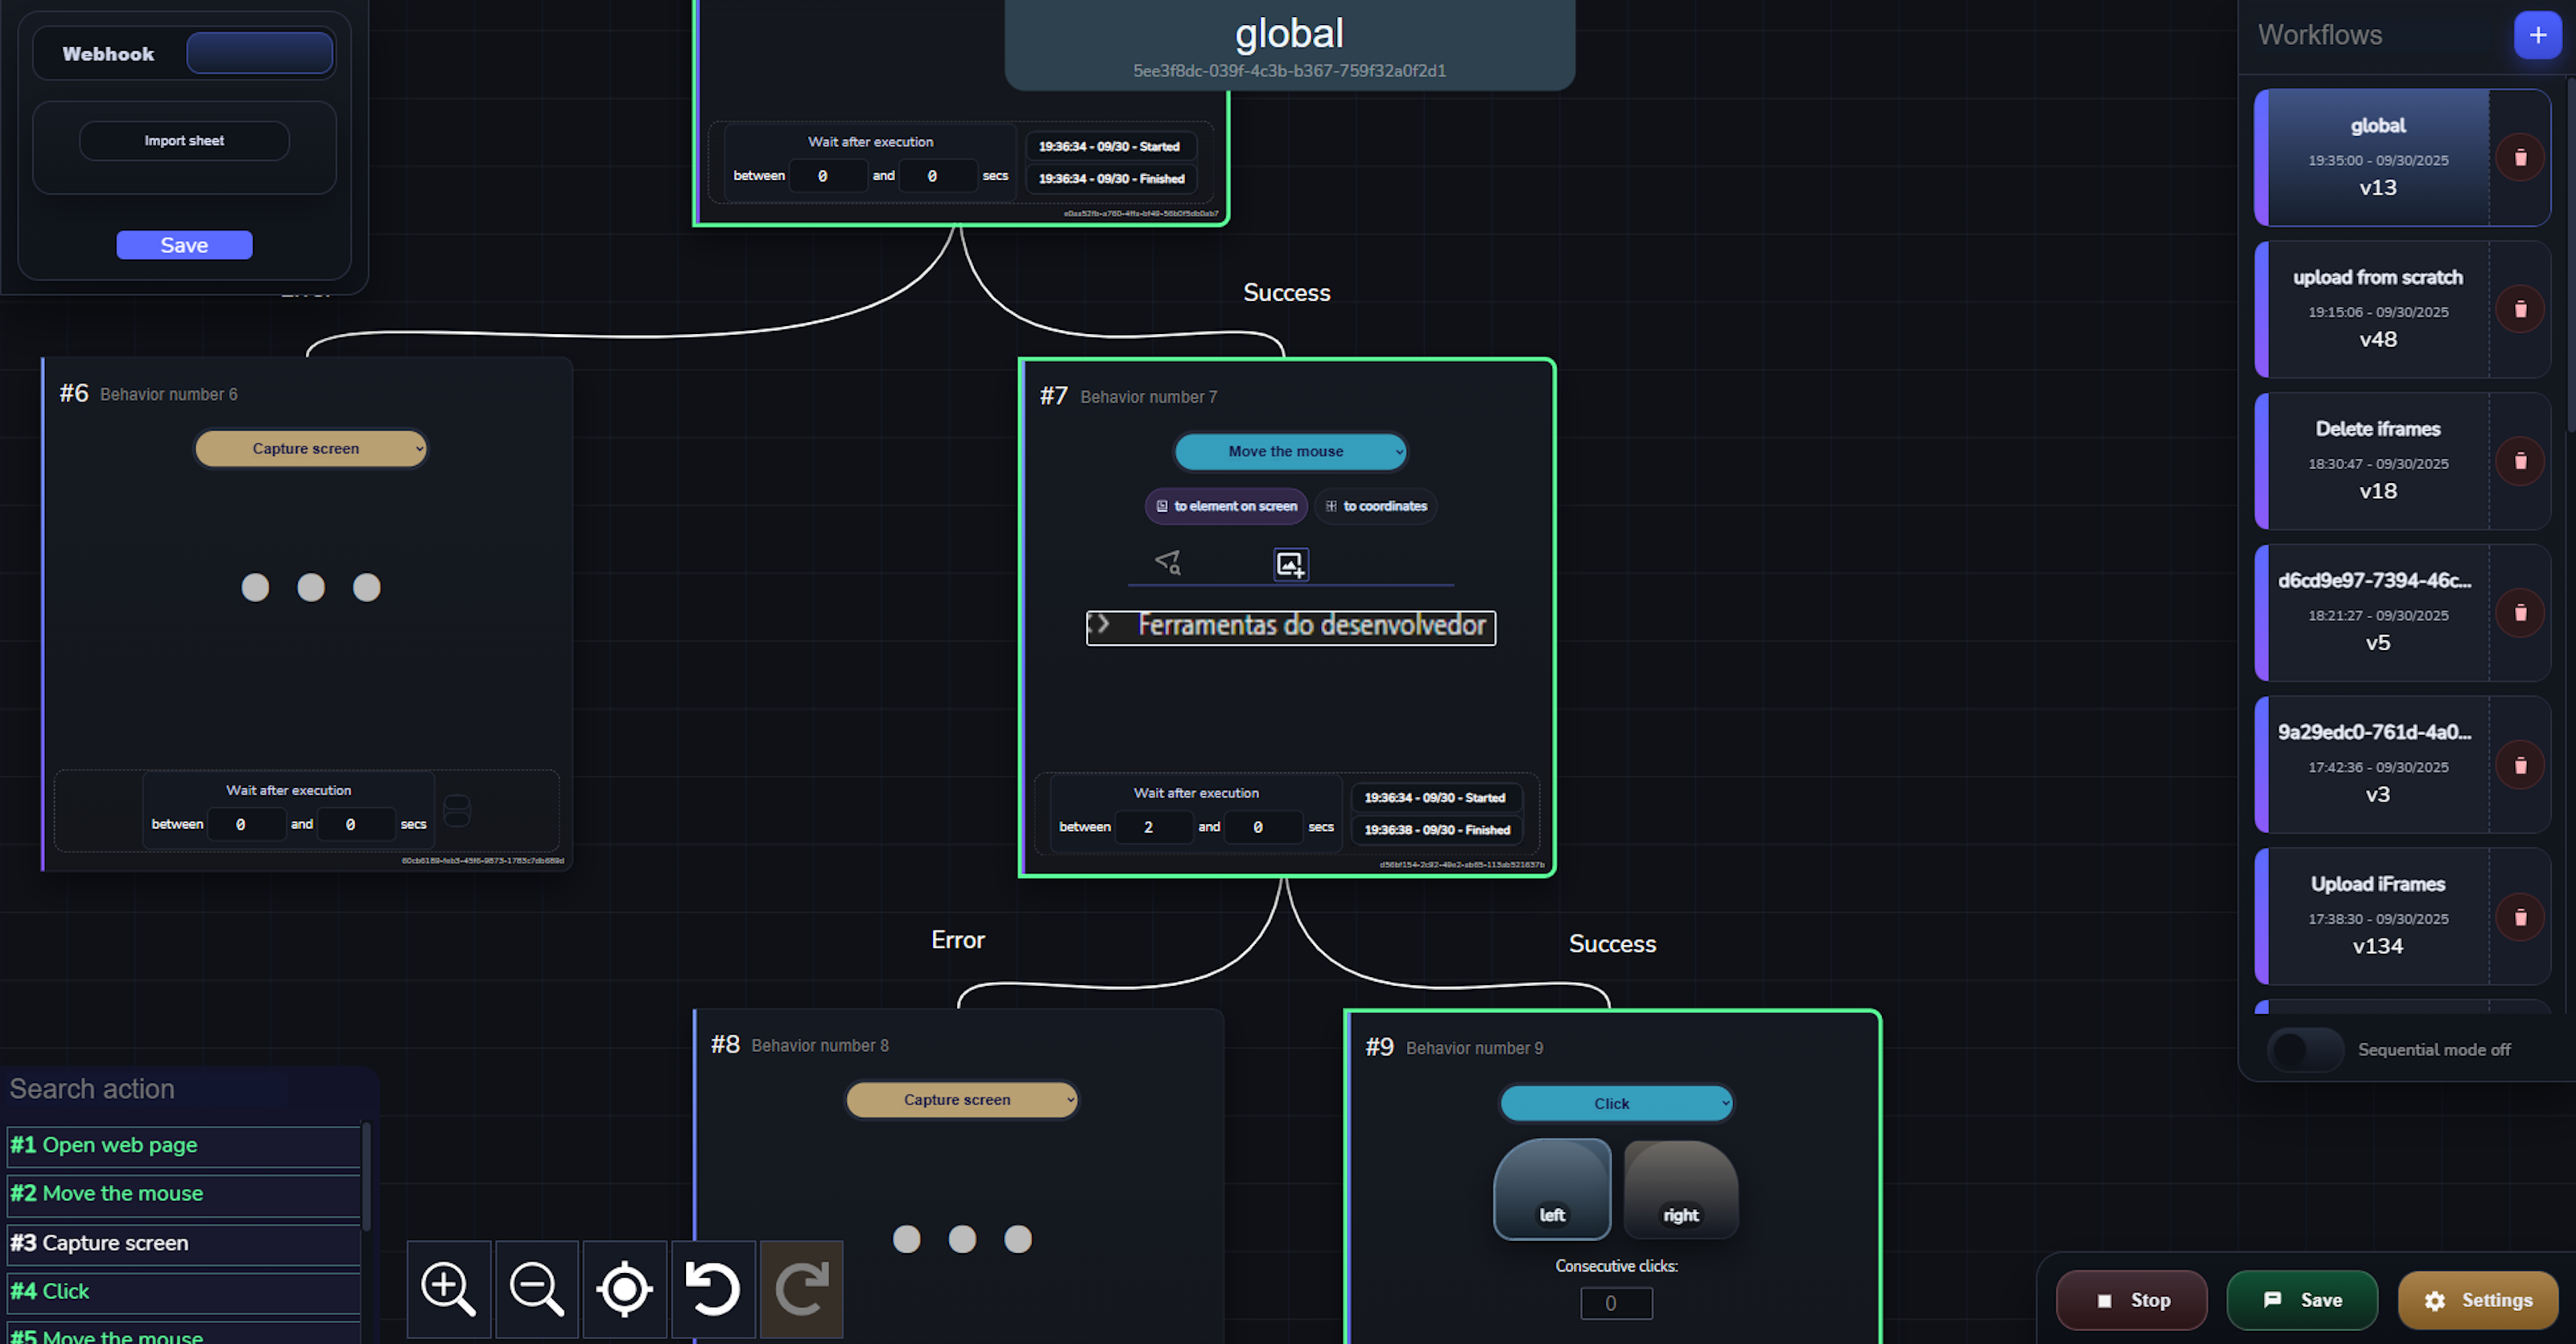 Webhook
Import sheet
Save
global
5ee3f8dc-039f-4c3b-b367-759f32a0f2d1
Wait after execution
between 0 and 0 secs
19:36:34 - 09/30 - Started
19:36:34 - 09/30 - Finished
Success
#6 Behavior number 6
Capture screen
Wait after execution
between 0 and 0 secs
#7 Behavior number 7
Move the mouse
to element on screen
to coordinates
Ferramentas do desenvolvedor
Wait after execution
between 2 and 0 secs
19:36:34 - 09/30 - Started
19:36:38 - 09/30 - Finished
Error
Success
#8 Behavior number 8
Capture screen
#9 Behavior number 9
Click
left
right
Consecutive clicks:
0
Search action
#1 Open web page
#2 Move the mouse
#3 Capture screen
#4 Click
#5 Move the mouse
Workflows
+
global
19:35:00 - 09/30/2025
v13
upload from scratch
19:15:06 - 09/30/2025
v48
Delete iframes
18:30:47 - 09/30/2025
v18
d6cd9e97-7394-46c...
18:21:27 - 09/30/2025
v5
9a29edc0-761d-4a0...
17:42:36 - 09/30/2025
v3
Upload iFrames
17:38:30 - 09/30/2025
v134
Sequential mode off
Stop
Save
Settings